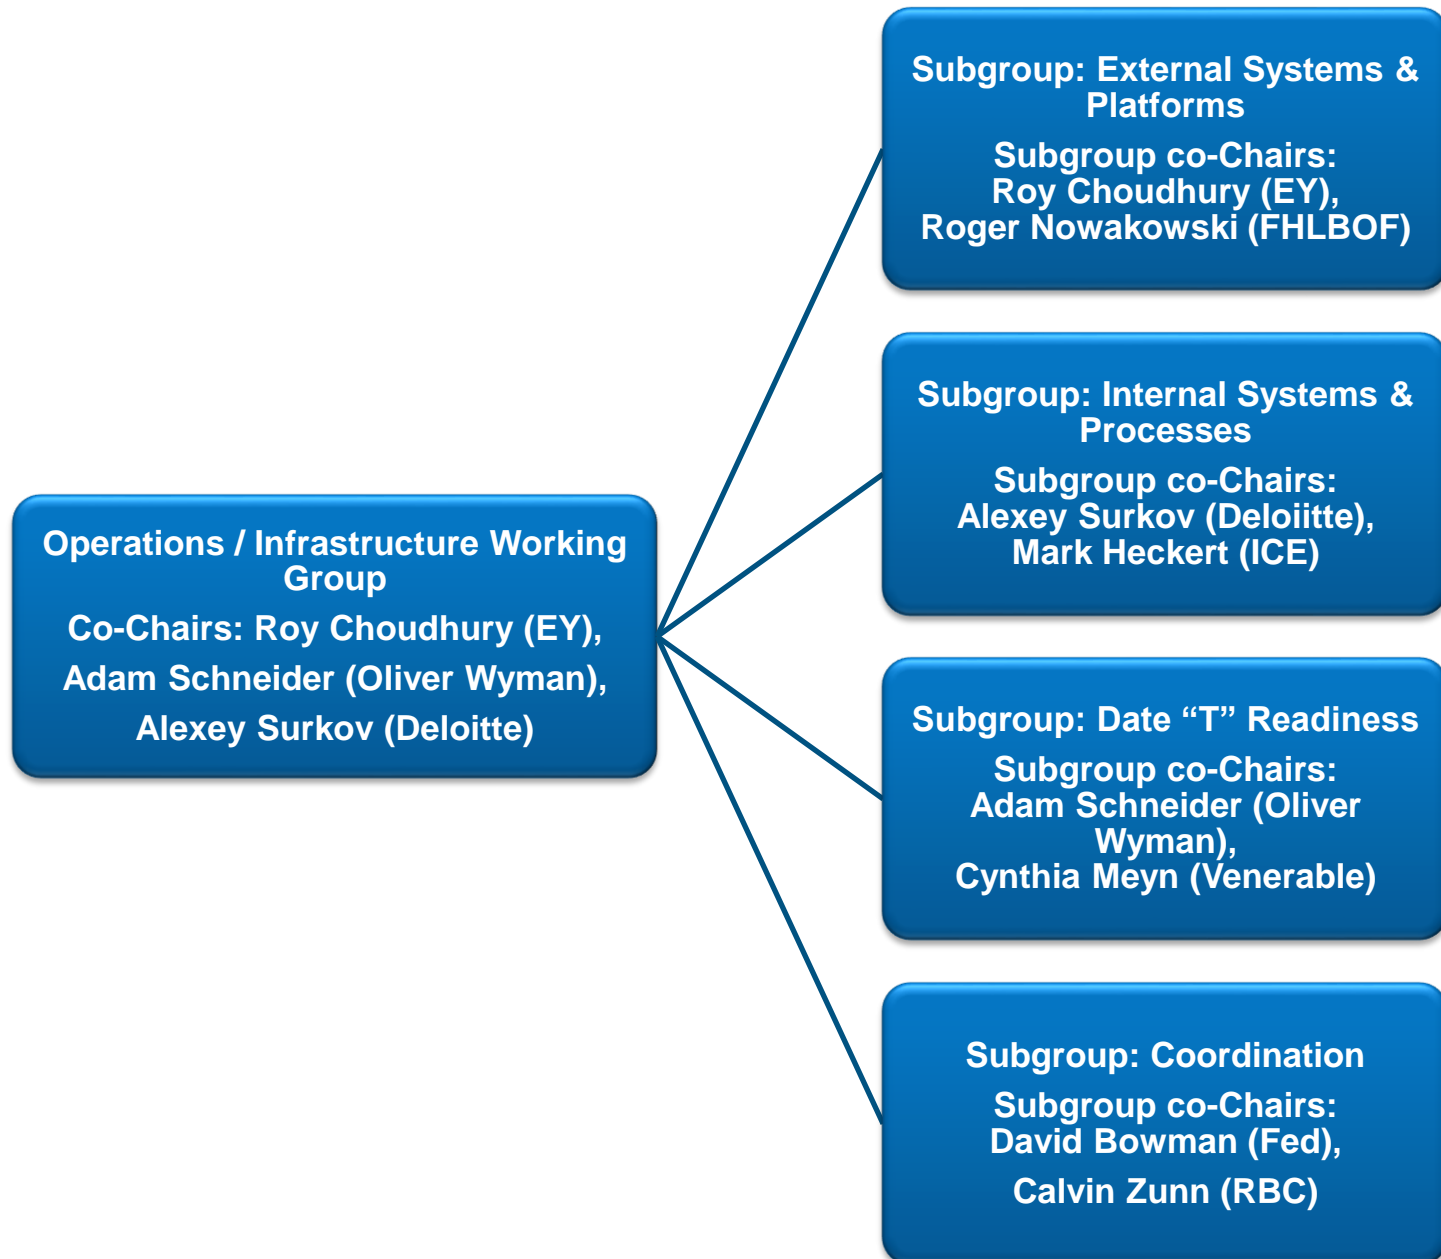 Operations / Infrastructure Working
Group
Co-Chairs: Roy Choudhury (EY),
Adam Schneider (Oliver Wyman),
Alexey Surkov (Deloitte)
Subgroup: External Systems &
Platforms
Subgroup co-Chairs:
Roy Choudhury (EY),
Roger Nowakowski (FHLBOF)
Subgroup: Internal Systems &
Processes
Subgroup co-Chairs:
Alexey Surkov (Deloiitte),
Mark Heckert (ICE)
Subgroup: Date “T” Readiness
Subgroup co-Chairs:
Adam Schneider (Oliver
Wyman),
Cynthia Meyn (Venerable)
Subgroup: Coordination
Subgroup co-Chairs:
David Bowman (Fed),
Calvin Zunn (RBC)